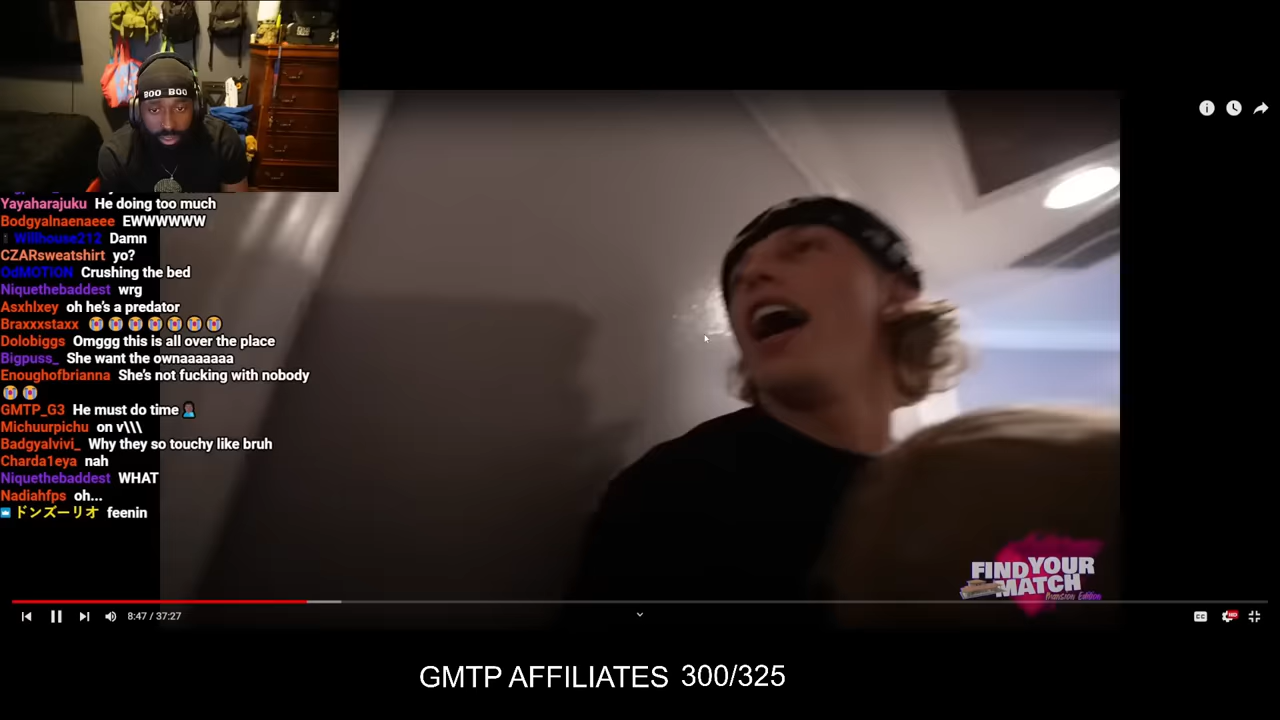 BOO BOO
Yayaharajuku He doing too much
Bodgyalnaenaeee EWWWWWW
Willhouse212 Damn
CZARsweatshirt yo?
OdMOTION Crushing the bed
Niquethebaddest wrg
Asxhlxey oh he's a predator
Braxxxstaxx 😭😭😭😭😭😭😭
Dolobiggs Omggg this is all over the place
Bigpuss_ She want the ownaaaaaaa
Enoughofbrianna She's not fucking with nobody
😭😭
GMTP_G3 He must do time 🤦🏿
Michuurpichu on v\\\
Badgyalvivi_ Why they so touchy like bruh
Charda1eya nah
Niquethebaddest WHAT
Nadiahfps oh...
ドンズーリオ feenin
FIND YOUR
MATCH
Mansion Edition
8:47 / 37:27
CC
HD
GMTP AFFILIATES 300/325